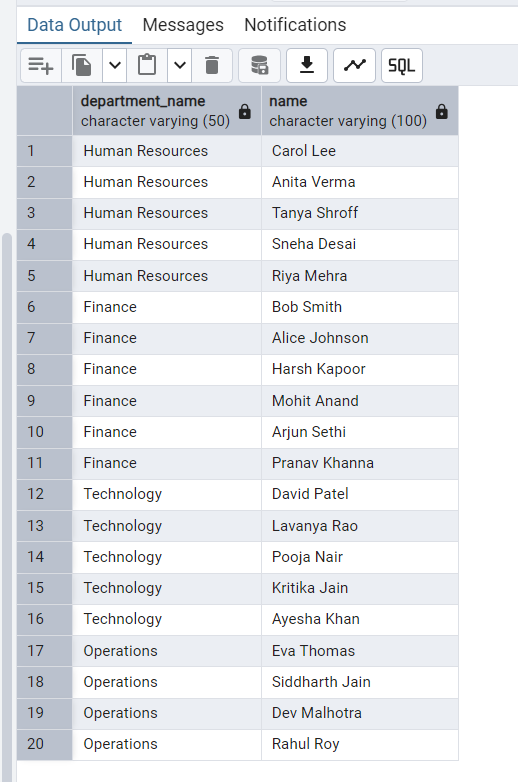 Data Output Messages Notifications
SQL
department_name name
character varying (50) character varying (100)
1 Human Resources Carol Lee
2 Human Resources Anita Verma
3 Human Resources Tanya Shroff
4 Human Resources Sneha Desai
5 Human Resources Riya Mehra
6 Finance Bob Smith
7 Finance Alice Johnson
8 Finance Harsh Kapoor
9 Finance Mohit Anand
10 Finance Arjun Sethi
11 Finance Pranav Khanna
12 Technology David Patel
13 Technology Lavanya Rao
14 Technology Pooja Nair
15 Technology Kritika Jain
16 Technology Ayesha Khan
17 Operations Eva Thomas
18 Operations Siddharth Jain
19 Operations Dev Malhotra
20 Operations Rahul Roy